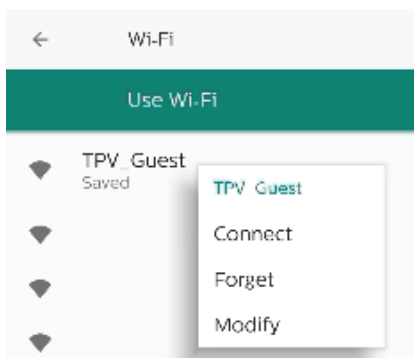 Wi-Fi
Use Wi-Fi
TPV_Guest
Saved
TPV_Guest
Connect
Forget
Modify